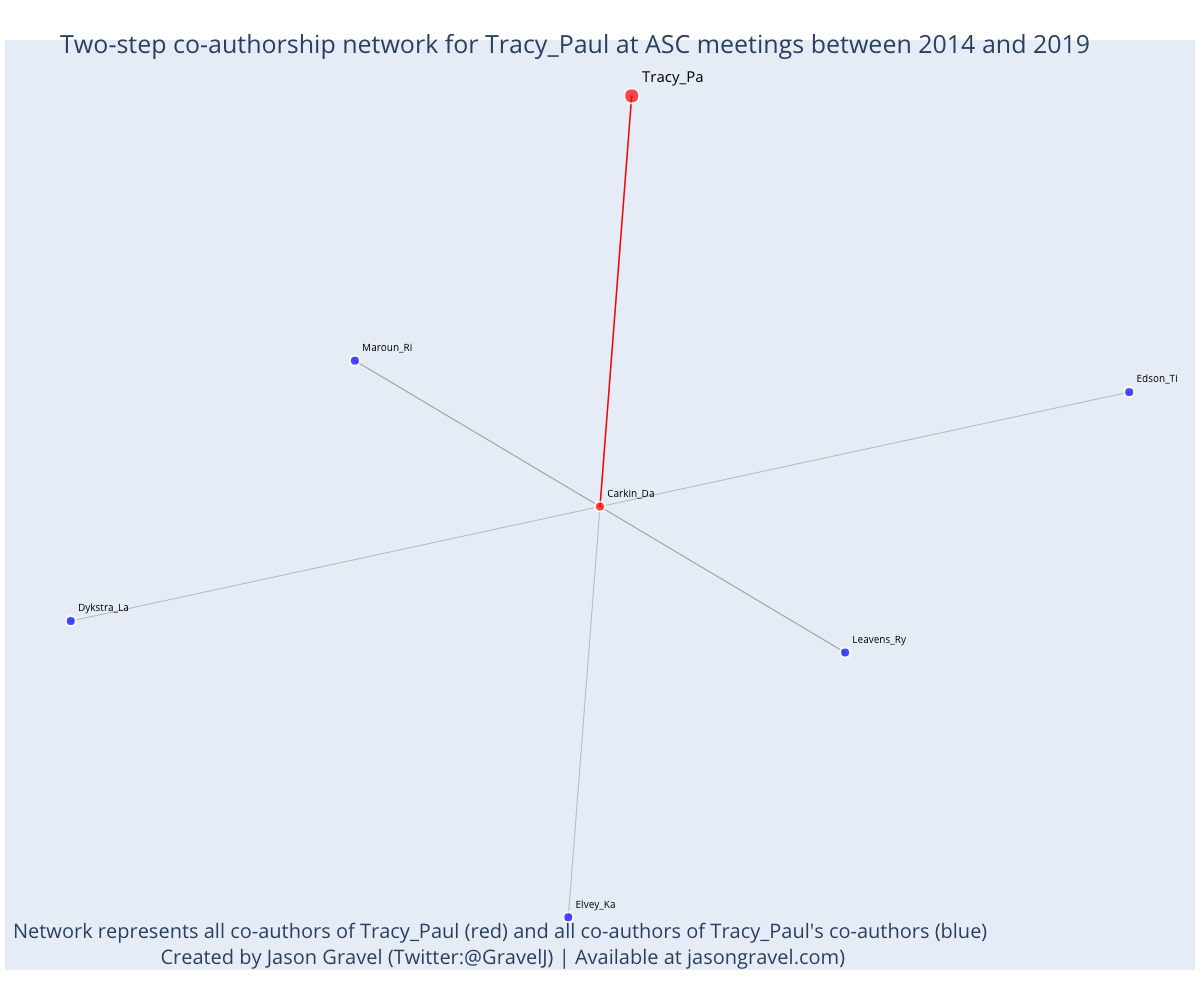 Two-step co-authorship network for Tracy_Paul at ASC meetings between 2014 and 2019
Tracy_Pa
Maroun_Ri
Edson_Ti
Carkin_Da
Dykstra_La
Leavens_Ry
Elvey_Ka
Network represents all co-authors of Tracy_Paul (red) and all co-authors of Tracy_Paul's co-authors (blue)
Created by Jason Gravel (Twitter:@GravelJ) | Available at jasongravel.com)